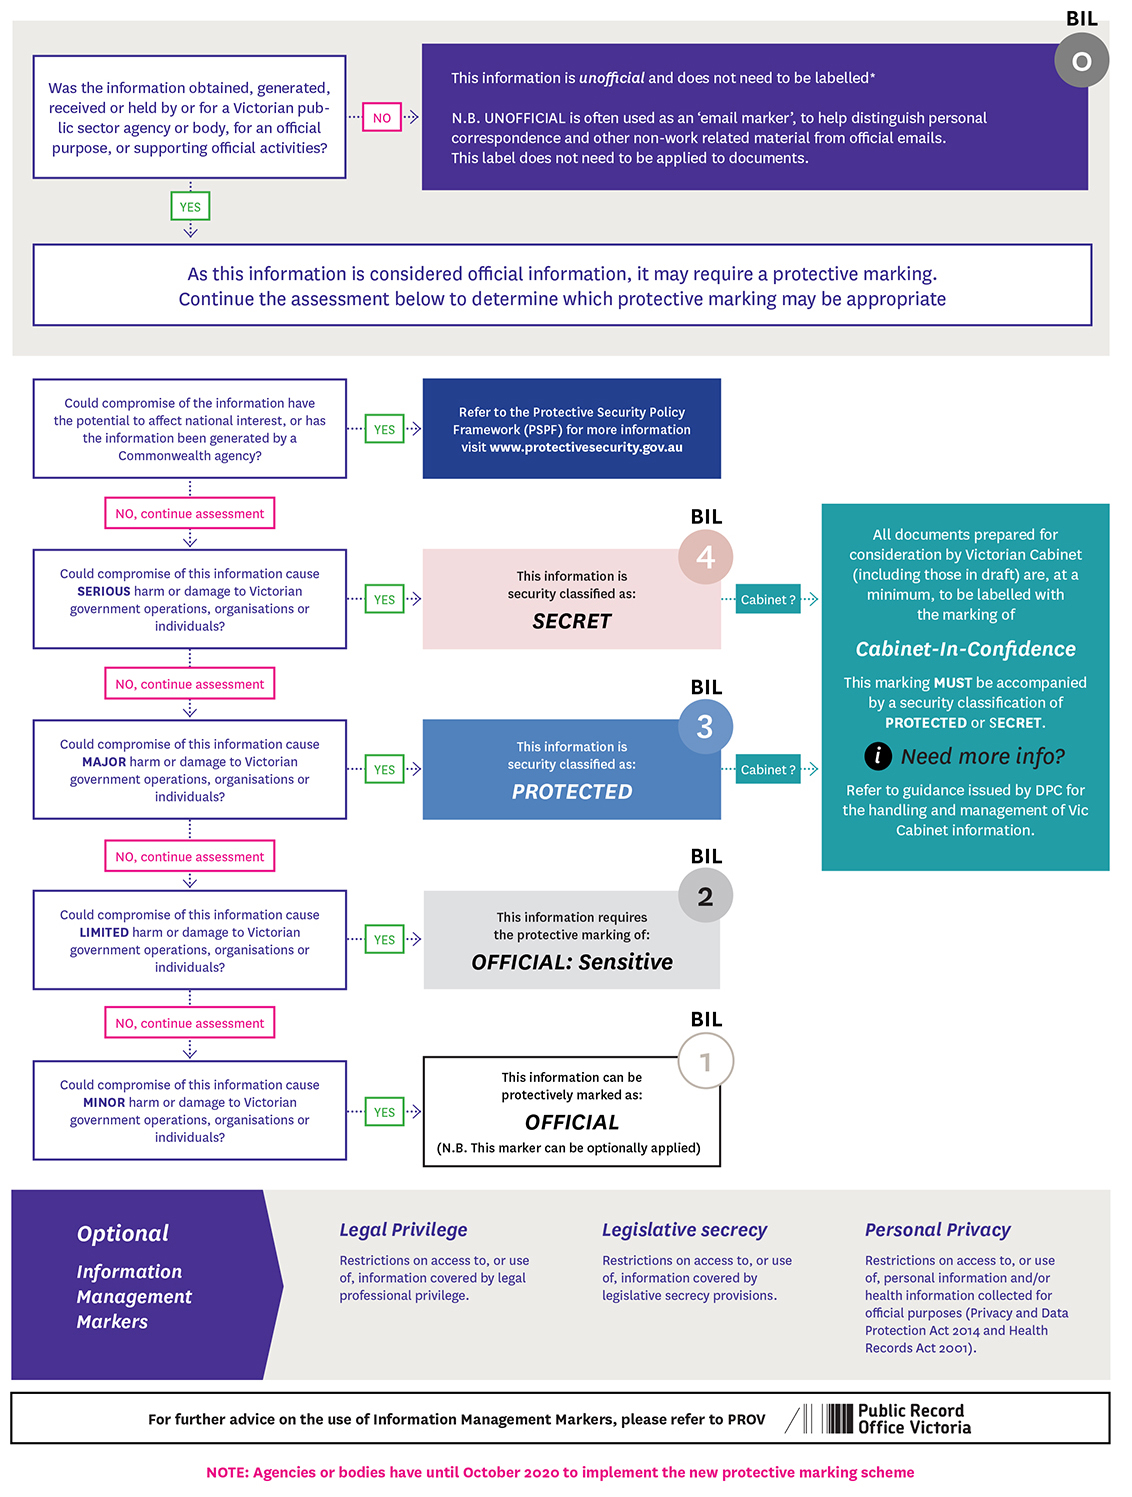 BIL
0
Was the information obtained, generated,
received or held by or for a Victorian pub-
lic sector agency or body, for an official
purpose, or supporting official activities?
NO
This information is unofficial and does not need to be labelled*
N.B. UNOFFICIAL is often used as an ‘email marker’, to help distinguish personal
correspondence and other non-work related material from official emails.
This label does not need to be applied to documents.
YES
As this information is considered official information, it may require a protective marking.
Continue the assessment below to determine which protective marking may be appropriate
Could compromise of the information have
the potential to affect national interest, or has
the information been generated by a
Commonwealth agency?
YES
Refer to the Protective Security Policy
Framework (PSPF) for more information
visit www.protectivesecurity.gov.au
NO, continue assessment
Could compromise of this information cause
SERIOUS harm or damage to Victorian
government operations, organisations or
individuals?
YES
BIL
4
This information is
security classified as:
SECRET
Cabinet ?
All documents prepared for
consideration by Victorian Cabinet
(including those in draft) are, at a
minimum, to be labelled with
the marking of
Cabinet-In-Confidence
This marking MUST be accompanied
by a security classification of
PROTECTED or SECRET.
i Need more info?
Refer to guidance issued by DPC for
the handling and management of Vic
Cabinet information.
NO, continue assessment
Could compromise of this information cause
MAJOR harm or damage to Victorian
government operations, organisations or
individuals?
YES
BIL
3
This information is
security classified as:
PROTECTED
Cabinet ?
NO, continue assessment
Could compromise of this information cause
LIMITED harm or damage to Victorian
government operations, organisations or
individuals?
YES
BIL
2
This information requires
the protective marking of:
OFFICIAL: Sensitive
NO, continue assessment
Could compromise of this information cause
MINOR harm or damage to Victorian
government operations, organisations or
individuals?
YES
BIL
1
This information can be
protectively marked as:
OFFICIAL
(N.B. This marker can be optionally applied)
Optional
Information
Management
Markers
Legal Privilege
Restrictions on access to, or use
of, information covered by legal
professional privilege.
Legislative secrecy
Restrictions on access to, or use
of, information covered by
legislative secrecy provisions.
Personal Privacy
Restrictions on access to, or use
of, personal information and/or
health information collected for
official purposes (Privacy and Data
Protection Act 2014 and Health
Records Act 2001).
For further advice on the use of Information Management Markers, please refer to PROV
Public Record
Office Victoria
NOTE: Agencies or bodies have until October 2020 to implement the new protective marking scheme